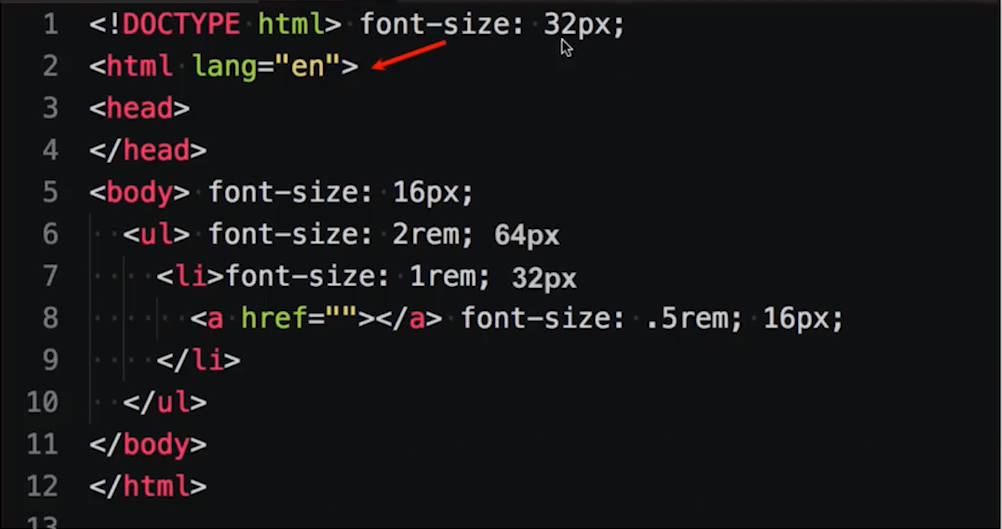 1 <!DOCTYPE html> font-size: 32px;
2 <html lang="en">
3 <head>
4 </head>
5 <body> font-size: 16px;
6 <ul> font-size: 2rem; 64px
7 <li>font-size: 1rem; 32px
8 <a href=""></a> font-size: .5rem; 16px;
9 </li>
10 </ul>
11 </body>
12 </html>
13